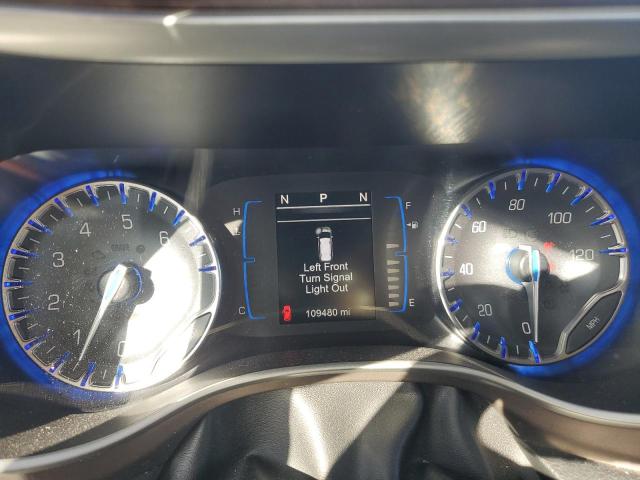 N P N
H
F
5
6
4
3
2
1
0
C
E
Left Front
Turn Signal
Light Out
109480 mi
80
100
60
120
40
20
0
MPH